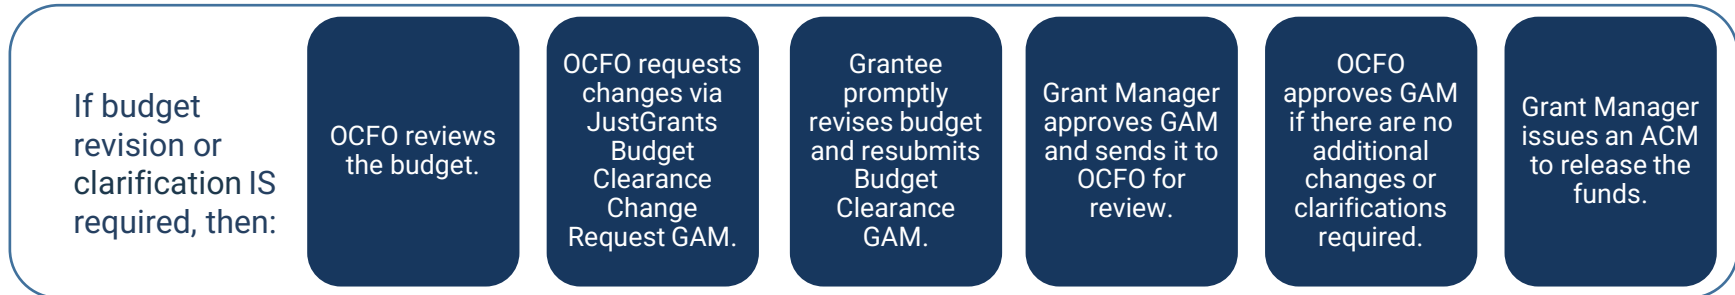 If budget
revision or
clarification IS
required, then:
OCFO reviews
the budget.
OCFO requests
changes via
JustGrants
Budget
Clearance
Change
Request GAM.
Grantee
promptly
revises budget
and resubmits
Budget
Clearance
GAM.
Grant Manager
approves GAM
and sends it to
OCFO for
review.
OCFO
approves GAM
if there are no
additional
changes or
clarifications
required.
Grant Manager
issues an ACM
to release the
funds.